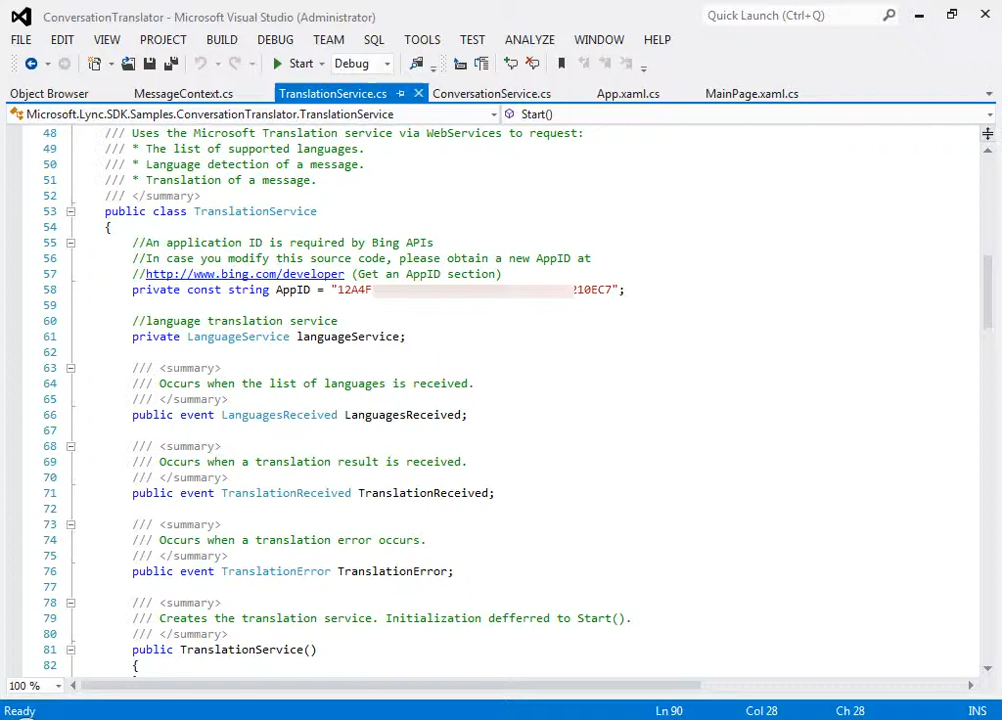 ConversationTranslator - Microsoft Visual Studio (Administrator)
Quick Launch (Ctrl+Q)
FILE EDIT VIEW PROJECT BUILD DEBUG TEAM SQL TOOLS TEST ANALYZE WINDOW HELP
Start Debug
Object Browser MessageContext.cs TranslationService.cs ConversationService.cs App.xaml.cs MainPage.xaml.cs
Microsoft.Lync.SDK.Samples.ConversationTranslator.TranslationService Start()
48 /// Uses the Microsoft Translation service via WebServices to request:
49 /// * The list of supported languages.
50 /// * Language detection of a message.
51 /// * Translation of a message.
52 /// </summary>
53 public class TranslationService
54 {
55 //An application ID is required by Bing APIs
56 //In case you modify this source code, please obtain a new AppID at
57 //http://www.bing.com/developer (Get an AppID section)
58 private const string AppID = "12A4F 210EC7";
59
60 //language translation service
61 private LanguageService languageService;
62
63 /// <summary>
64 /// Occurs when the list of languages is received.
65 /// </summary>
66 public event LanguagesReceived LanguagesReceived;
67
68 /// <summary>
69 /// Occurs when a translation result is received.
70 /// </summary>
71 public event TranslationReceived TranslationReceived;
72
73 /// <summary>
74 /// Occurs when a translation error occurs.
75 /// </summary>
76 public event TranslationError TranslationError;
77
78 /// <summary>
79 /// Creates the translation service. Initialization defferred to Start().
80 /// </summary>
81 public TranslationService()
82 {
100 %
Ready Ln 90 Col 28 Ch 28 INS